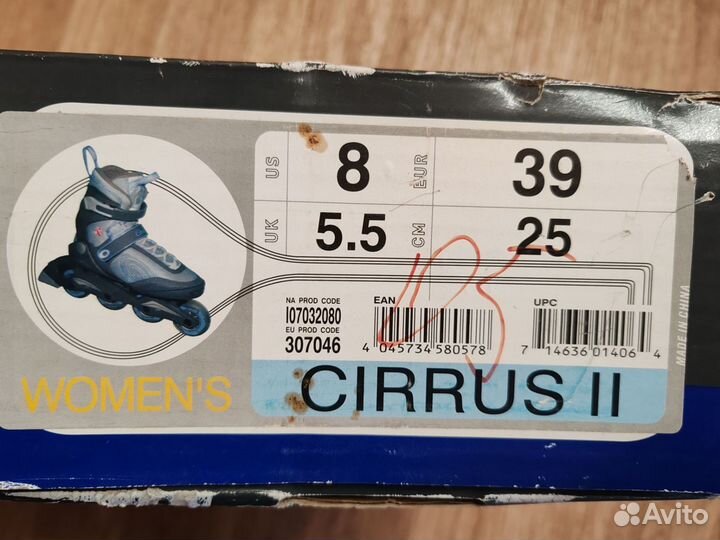 US 8 EUR 39
UK 5.5 CM 25
NA PROD CODE
I07032080
EU PROD CODE
307046
EAN
4 045734 580578
UPC
7 14636 01406 4
MADE IN CHINA
WOMEN'S
CIRRUS II
Avito